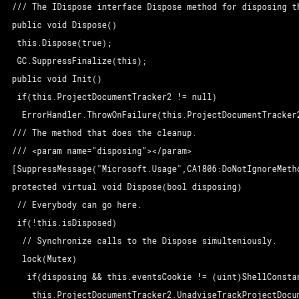 /// The IDispose interface Dispose method for disposing th
public void Dispose()
this.Dispose(true);
GC.SuppressFinalize(this);
public void Init()
if(this.ProjectDocumentTracker2 != null)
ErrorHandler.ThrowOnFailure(this.ProjectDocumentTracker2
/// The method that does the cleanup.
/// <param name="disposing"></param>
[SuppressMessage("Microsoft.Usage",CA1806:DoNotIgnoreMetho
protected virtual void Dispose(bool disposing)
// Everybody can go here.
if(!this.isDisposed)
// Synchronize calls to the Dispose simulteniously.
lock(Mutex)
if(disposing && this.eventsCookie != (uint)ShellConstan
this.ProjectDocumentTracker2.UnadviseTrackProjectDocum